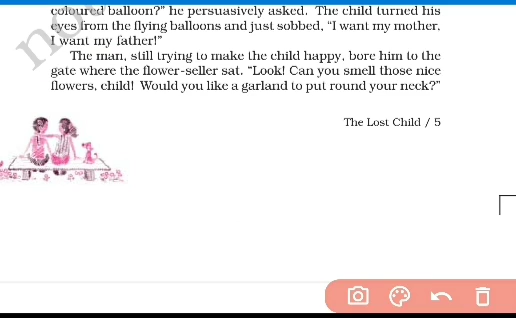 coloured balloon?” he persuasively asked. The child turned his
eyes from the flying balloons and just sobbed, “I want my mother,
I want my father!”
The man, still trying to make the child happy, bore him to the
gate where the flower-seller sat. “Look! Can you smell those nice
flowers, child! Would you like a garland to put round your neck?”
The Lost Child / 5